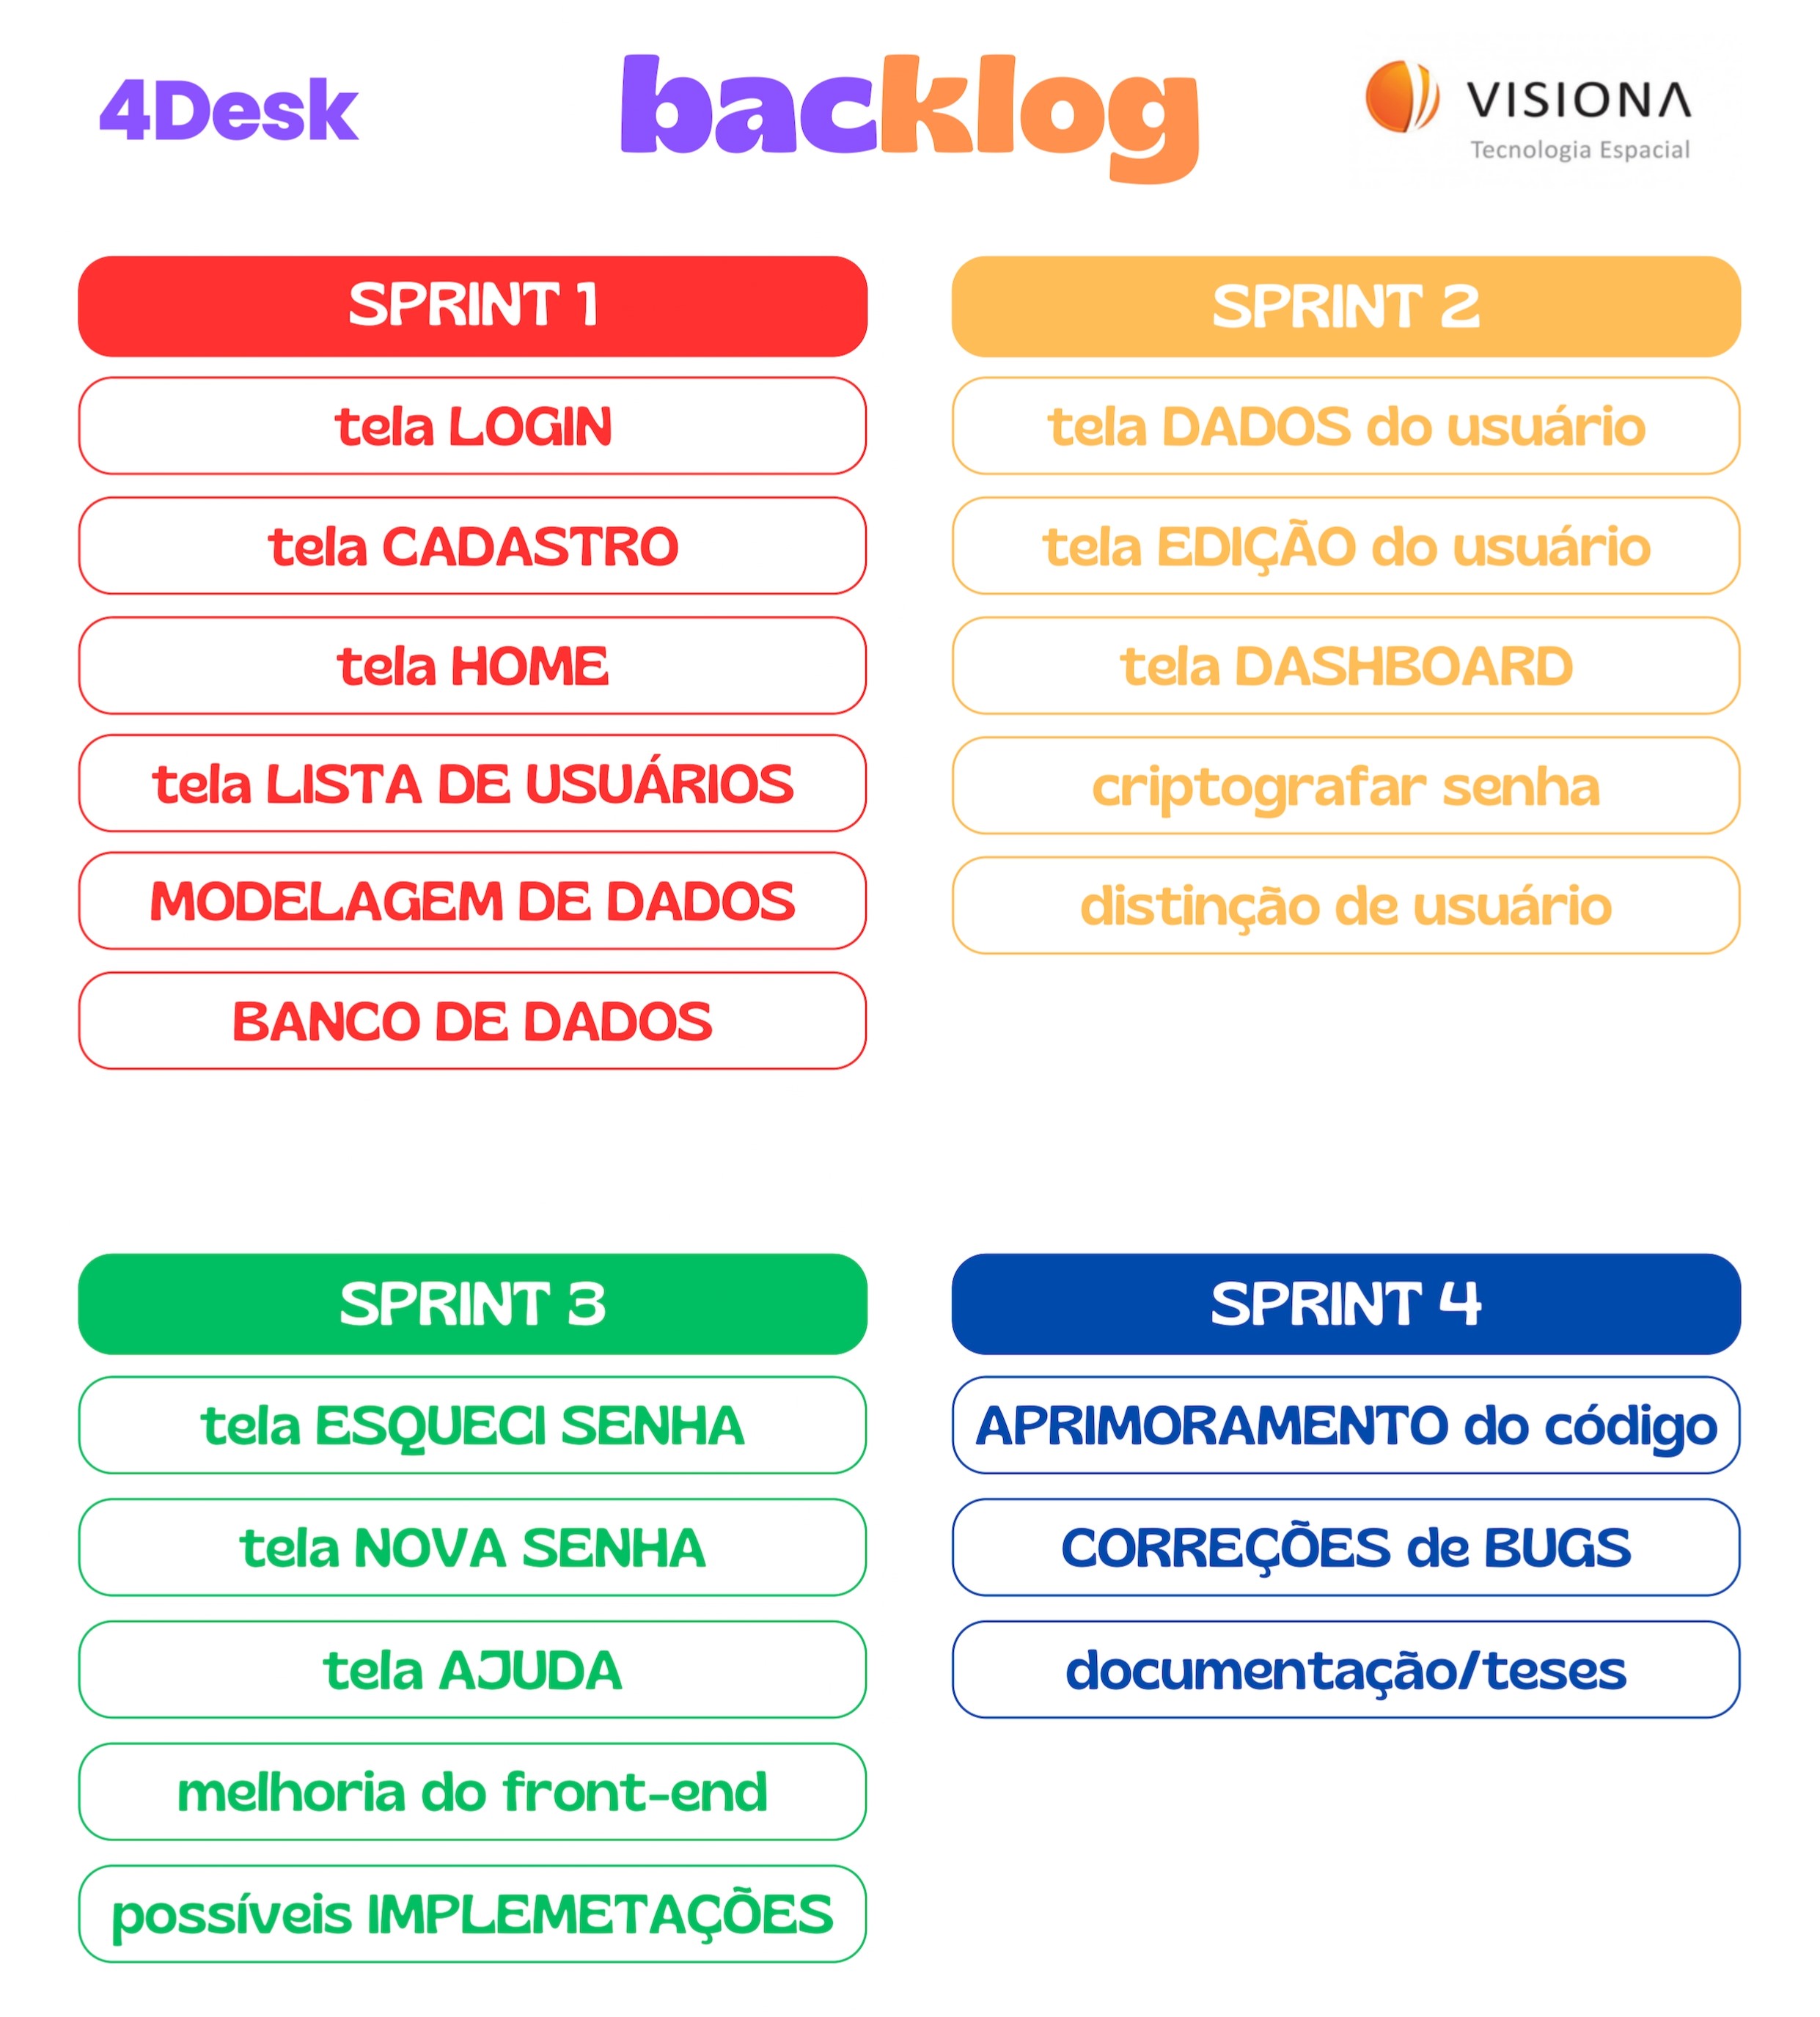 4Desk
backlog
VISIONA
Tecnologia Espacial
SPRINT 1
tela LOGIN
tela CADASTRO
tela HOME
tela LISTA DE USUÁRIOS
MODELAGEM DE DADOS
BANCO DE DADOS
SPRINT 2
tela DADOS do usuário
tela EDIÇÃO do usuário
tela DASHBOARD
criptografar senha
distinção de usuário
SPRINT 3
tela ESQUECI SENHA
tela NOVA SENHA
tela AJUDA
melhoria do front-end
possíveis IMPLEMETAÇÕES
SPRINT 4
APRIMORAMENTO do código
CORREÇÕES de BUGS
documentação/teses